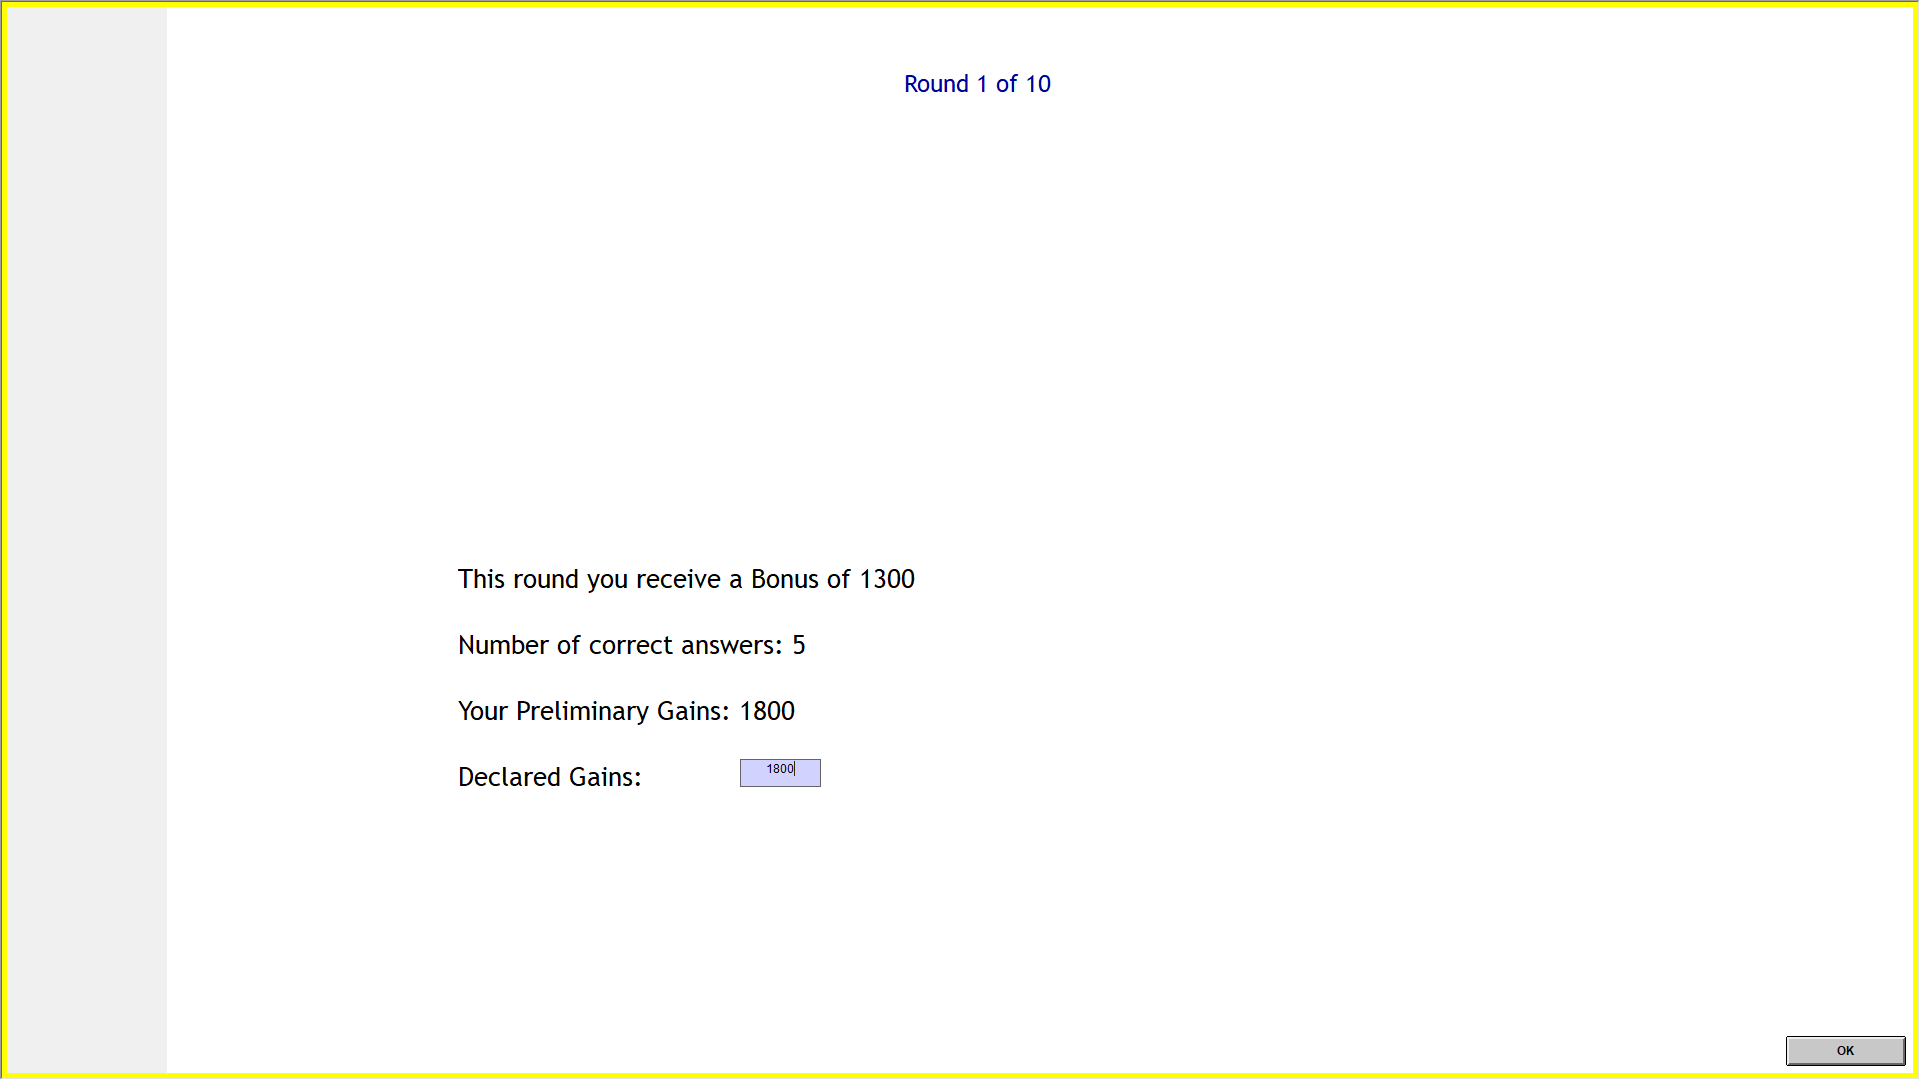 Round 1 of 10
This round you receive a Bonus of 1300
Number of correct answers: 5
Your Preliminary Gains: 1800
Declared Gains: 1800
OK